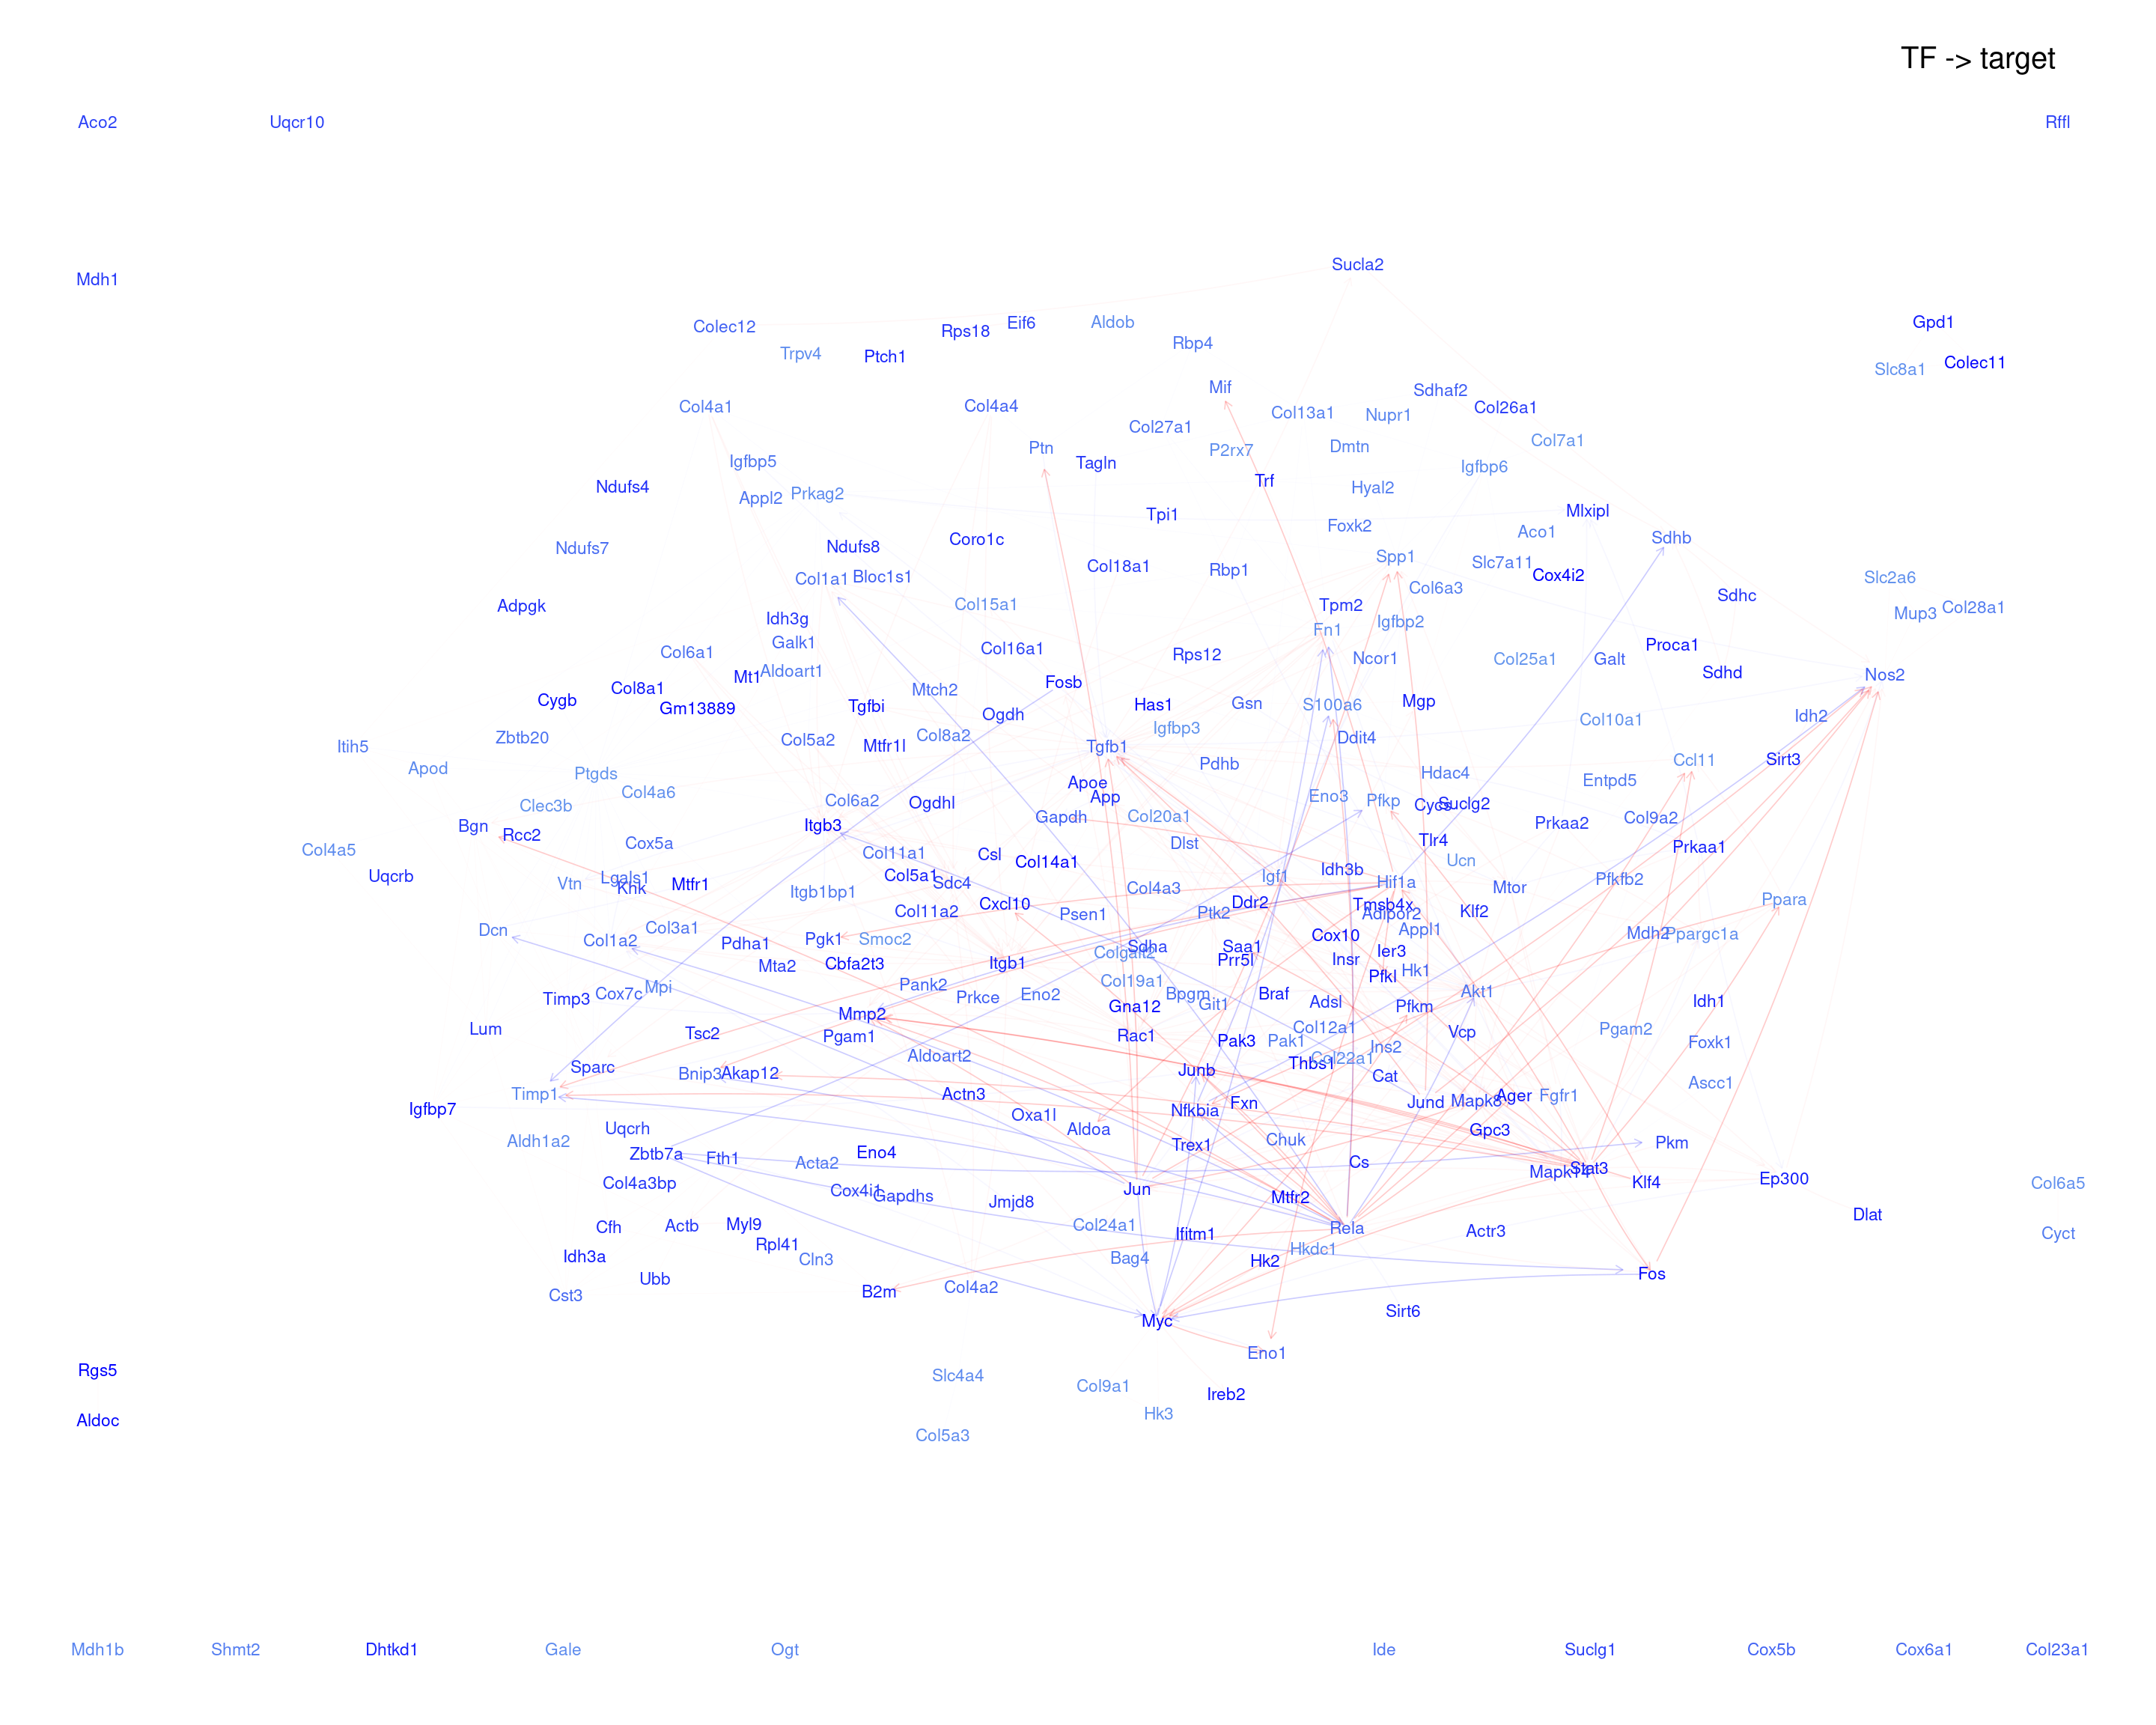 TF -> target
Aco2 Uqcr10 Rffl
Sucla2
Mdh1
Colec12 Rps18 Eif6 Aldob Gpd1
Trpv4 Ptch1 Rbp4 Slc8a1 Colec11
Mif Sdhaf2
Col4a1 Col4a4 Col13a1 Nupr1 Col26a1
Col27a1 Col7a1
Ptn P2rx7 Dmtn
Igfbp5 Tagln Igfbp6
Ndufs4 Appl2 Prkag2 Trf Hyal2
Tpi1 Foxk2 Mlxipl
Ndufs7 Ndufs8 Coro1c Aco1 Sdhb
Col1a1 Bloc1s1 Col18a1 Rbp1 Spp1 Slc7a11 Cox4i2 Slc2a6
Adpgk Idh3g Col15a1 Tpm2 Col6a3 Sdhc Mup3 Col28a1
Galk1 Fn1 Igfbp2
Col6a1 Col16a1 Rps12 Ncor1 Col25a1 Galt Proca1
Mt1 Aldoart1 Fosb Sdhd Nos2
Cygb Col8a1 Gm13889 Tgfbi Mtch2 Has1 Gsn S100a6 Mgp
Ogdh Igfbp3 Col10a1 Idh2
Itih5 Zbtb20 Col5a2 Mtfr1l Col8a2 Tgfb1 Ddit4
Apod Ptgds Pdhb Hdac4 Ccl11 Sirt3
Clec3b Col4a6 Col6a2 Ogdhl Apoe App Eno3 Pfkp Cycs Suclg2 Entpd5
Bgn Rcc2 Itgb3 Gapdh Col20a1 Prkaa2 Col9a2
Col4a5 Cox5a Col11a1 Csl Col14a1 Dlst Tlr4 Ucn Prkaa1
Uqcrb Vtn Lgals1 Khk Mtfr1 Itgb1bp1 Col5a1 Sdc4 Col4a3 Igf1 Idh3b Hif1a Mtor Pfkfb2
Col11a2 Cxcl10 Psen1 Ptk2 Ddr2 Tmsb4x Adipor2 Klf2 Ppara
Dcn Col1a2 Col3a1 Pdha1 Pgk1 Smoc2 Colgalt2 Sdha Saa1 Cox10 Appl1 Mdh2 Ppargc1a
Mta2 Cbfa2t3 Itgb1 Prr5l Insr Ier3 Pfkl Hk1
Timp3 Cox7c Mpi Pank2 Prkce Eno2 Col19a1 Bpgm Git1 Braf Adsl Pfkm Akt1 Idh1
Lum Tsc2 Mmp2 Pgam1 Gna12 Rac1 Pak3 Pak1 Col12a1 Ins2 Vcp Pgam2 Foxk1
Sparc Bnip3 Akap12 Aldoart2 Junb Thbs1 Col22a1 Cat Ascc1
Igfbp7 Timp1 Actn3 Oxa1l Nfkbia Fxn Jund Mapk8 Ager Fgfr1
Aldh1a2 Uqcrh Aldoa Trex1 Chuk Gpc3 Pkm
Zbtb7a Fth1 Acta2 Eno4 Cs Mapk14 Stat3 Klf4 Ep300
Col4a3bp Cox4i1 Gapdhs Jmjd8 Jun Mtfr2 Col6a5
Cfh Actb Myl9 Col24a1 Ifitm1 Rela Actr3 Dlat Cyct
Idh3a Rpl41 Cln3 Bag4 Hk2 Hkdc1 Fos
Cst3 Ubb B2m Col4a2 Myc Sirt6
Eno1
Rgs5 Slc4a4 Col9a1 Ireb2
Aldoc Col5a3 Hk3
Mdh1b Shmt2 Dhtkd1 Gale Ogt Ide Suclg1 Cox5b Cox6a1 Col23a1